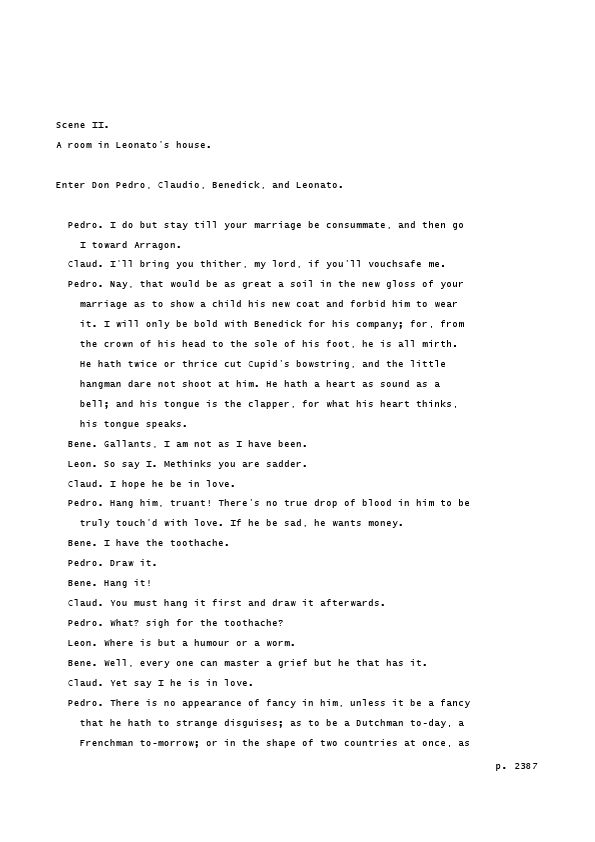 Scene II.
A room in Leonato's house.
Enter Don Pedro, Claudio, Benedick, and Leonato.
Pedro. I do but stay till your marriage be consummate, and then go
I toward Arragon.
Claud. I'll bring you thither, my lord, if you'll vouchsafe me.
Pedro. Nay, that would be as great a soil in the new gloss of your
marriage as to show a child his new coat and forbid him to wear
it. I will only be bold with Benedick for his company; for, from
the crown of his head to the sole of his foot, he is all mirth.
He hath twice or thrice cut Cupid's bowstring, and the little
hangman dare not shoot at him. He hath a heart as sound as a
bell; and his tongue is the clapper, for what his heart thinks,
his tongue speaks.
Bene. Gallants, I am not as I have been.
Leon. So say I. Methinks you are sadder.
Claud. I hope he be in love.
Pedro. Hang him, truant! There's no true drop of blood in him to be
truly touch'd with love. If he be sad, he wants money.
Bene. I have the toothache.
Pedro. Draw it.
Bene. Hang it!
Claud. You must hang it first and draw it afterwards.
Pedro. What? sigh for the toothache?
Leon. Where is but a humour or a worm.
Bene. Well, every one can master a grief but he that has it.
Claud. Yet say I he is in love.
Pedro. There is no appearance of fancy in him, unless it be a fancy
that he hath to strange disguises; as to be a Dutchman to-day, a
Frenchman to-morrow; or in the shape of two countries at once, as
p. 2387